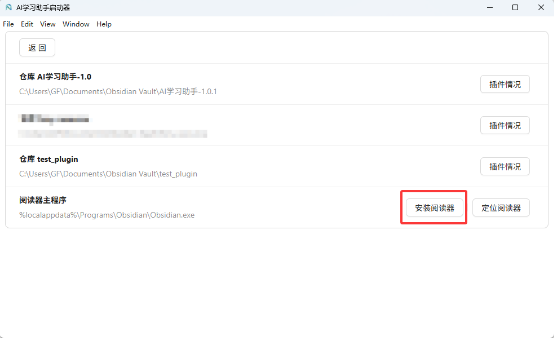 AI学习助手启动器
File Edit View Window Help
返 回
仓库 AI学习助手-1.0
C:\Users\GF\Documents\Obsidian Vault\AI学习助手-1.0.1
插件情况
插件情况
仓库 test_plugin
C:\Users\GF\Documents\Obsidian Vault\test_plugin
插件情况
阅读器主程序
%localappdata%\Programs\Obsidian\Obsidian.exe
安装阅读器 定位阅读器